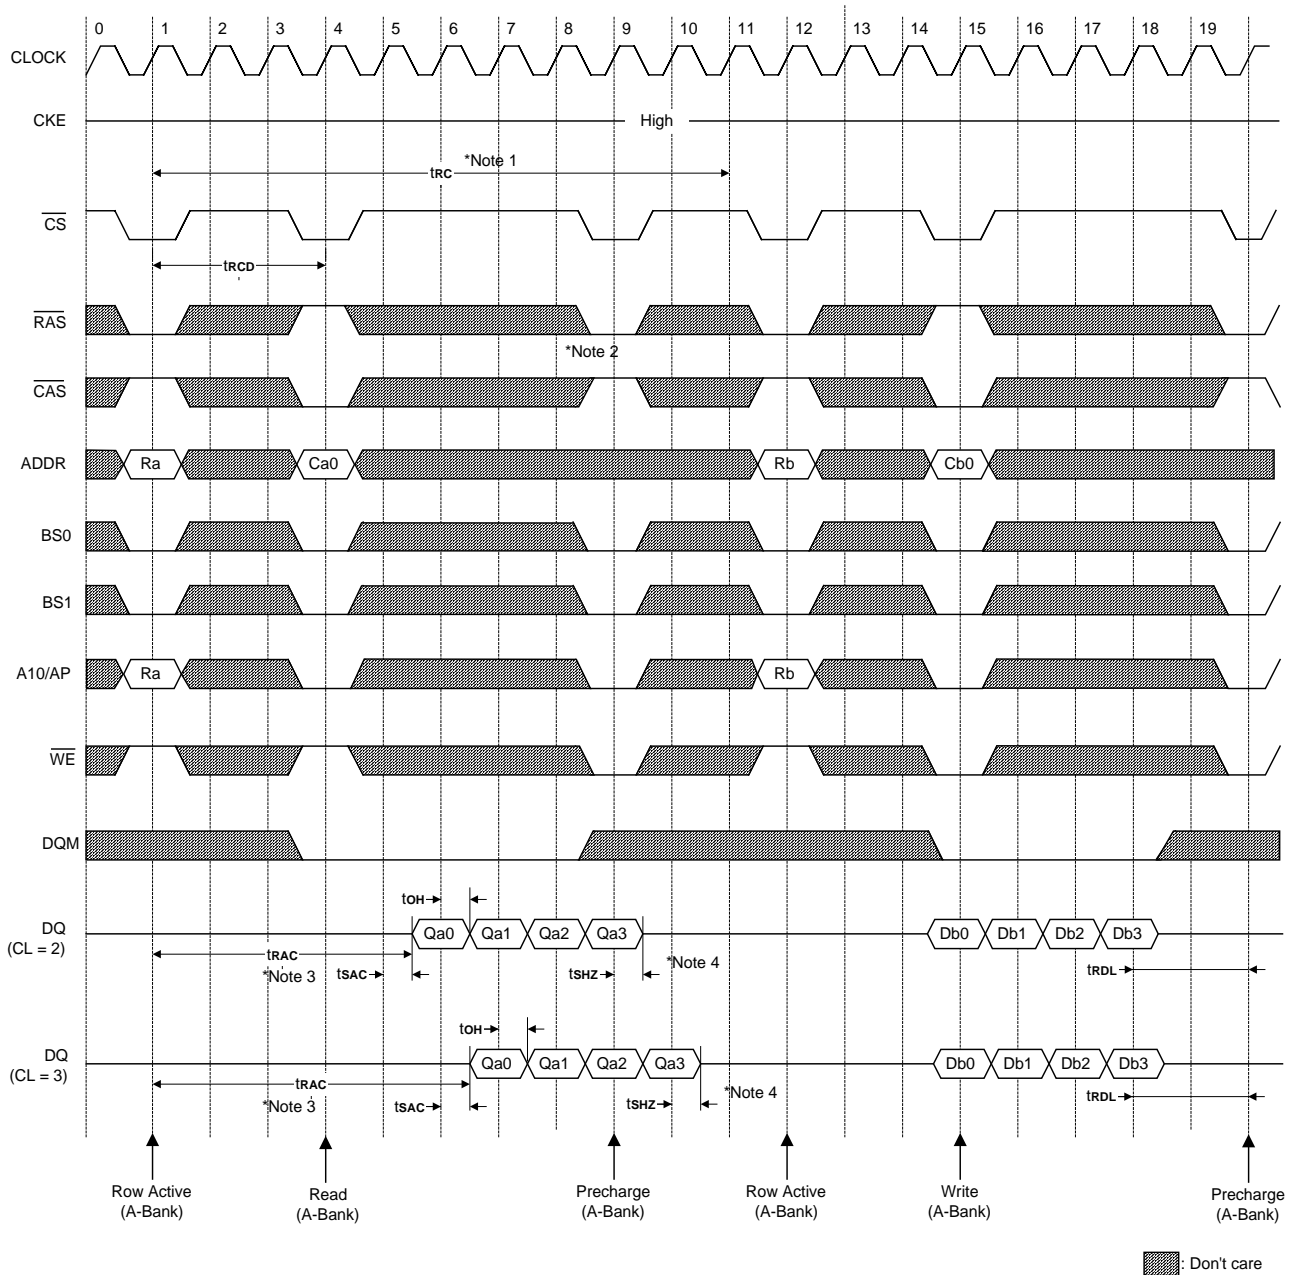 0 1 2 3 4 5 6 7 8 9 10 11 12 13 14 15 16 17 18 19
CLOCK
CKE High
*Note 1
tRC
CS
tRCD
RAS
*Note 2
CAS
ADDR Ra Ca0 Rb Cb0
BS0
BS1
A10/AP Ra Rb
WE
DQM
tOH
DQ
(CL = 2)
Qa0 Qa1 Qa2 Qa3 Db0 Db1 Db2 Db3
tRAC
*Note 3 tSAC tSHZ *Note 4 tRDL
tOH
DQ
(CL = 3)
Qa0 Qa1 Qa2 Qa3 Db0 Db1 Db2 Db3
tRAC
*Note 3 tSAC tSHZ *Note 4 tRDL
Row Active
(A-Bank)
Read
(A-Bank)
Precharge
(A-Bank)
Row Active
(A-Bank)
Write
(A-Bank)
Precharge
(A-Bank)
: Don't care